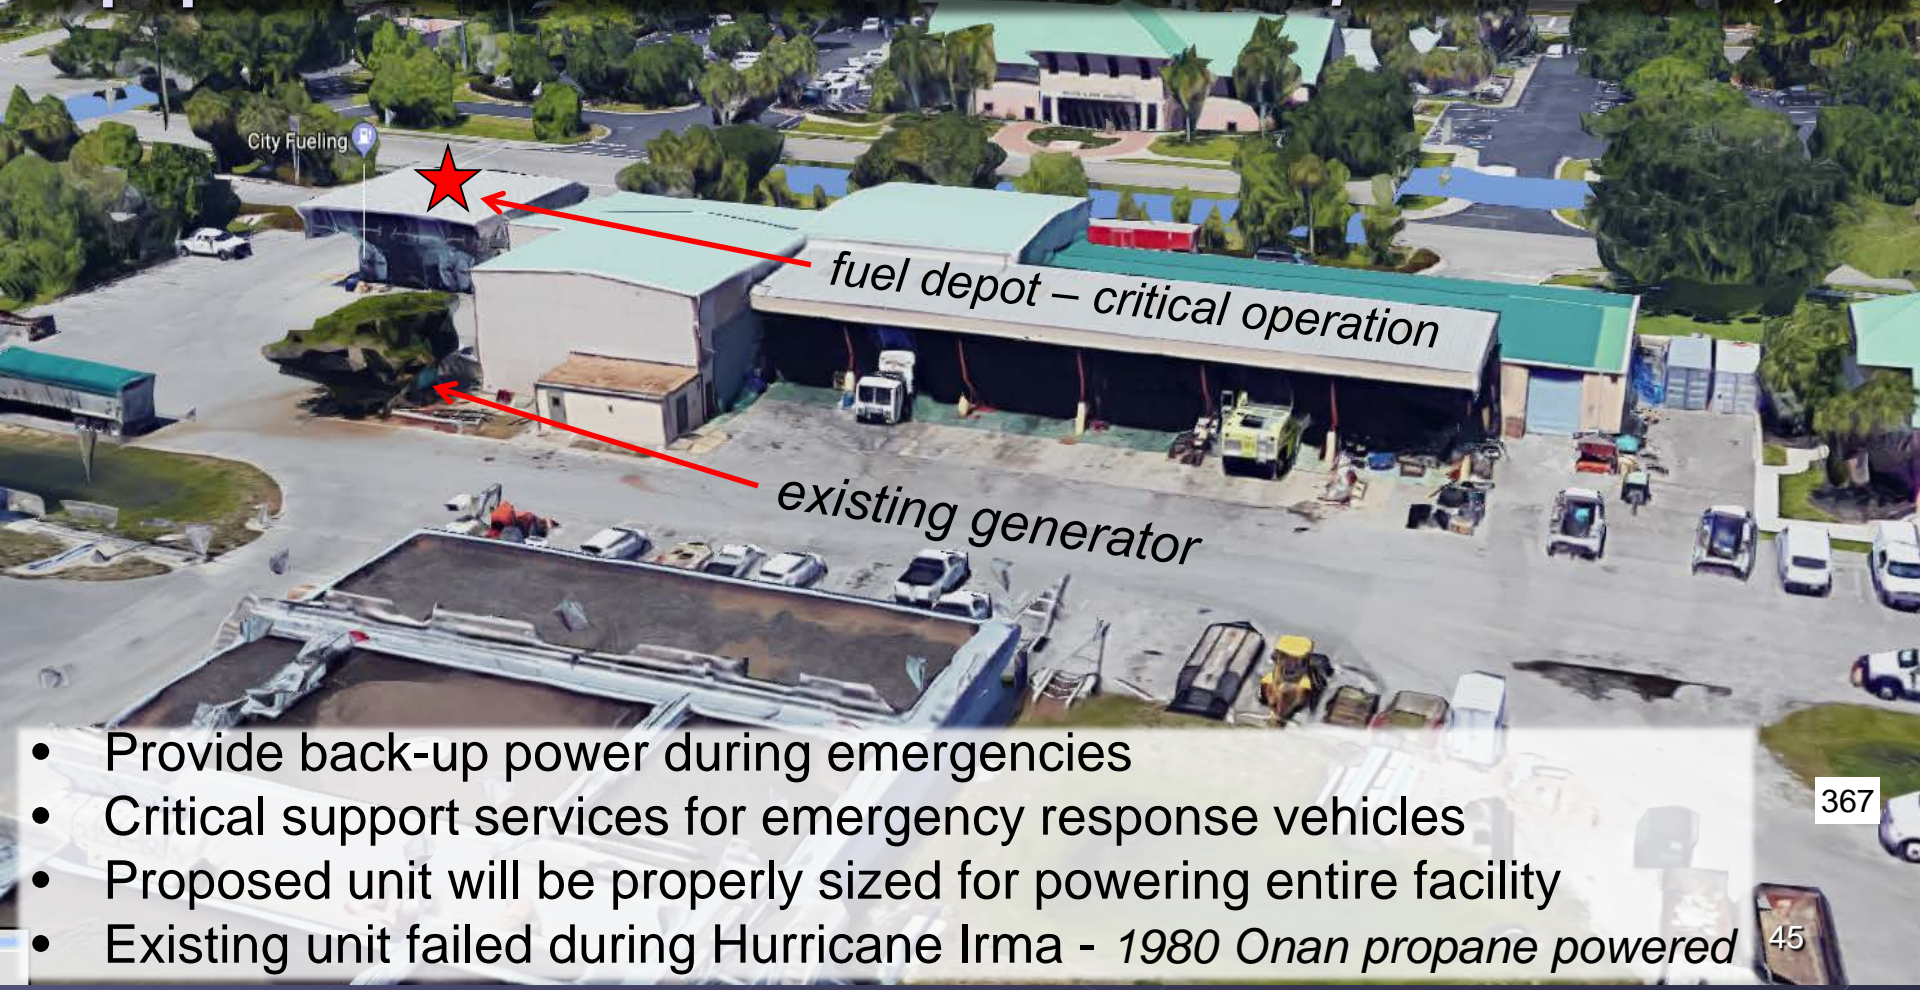 City Fueling
fuel depot – critical operation
existing generator
• Provide back-up power during emergencies
• Critical support services for emergency response vehicles
• Proposed unit will be properly sized for powering entire facility
• Existing unit failed during Hurricane Irma - 1980 Onan propane powered
367
45